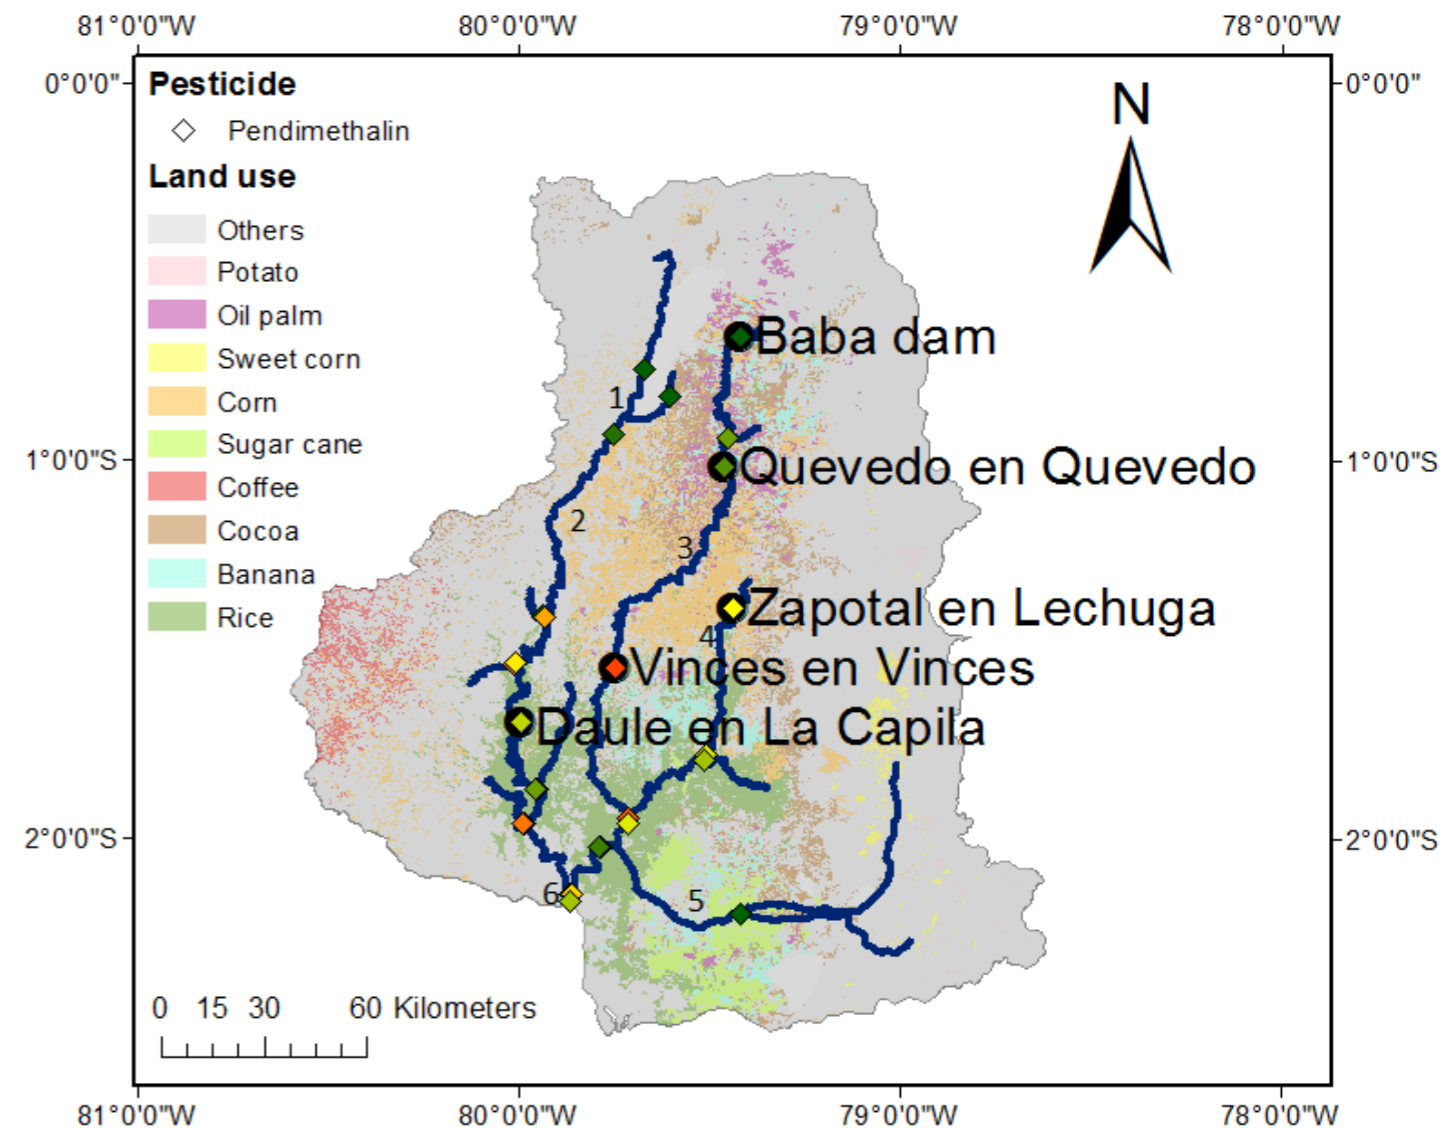 81°0'0"W 80°0'0"W 79°0'0"W 78°0'0"W
0°0'0" 0°0'0"
Pesticide
Pendimethalin
Land use
Others
Potato
Oil palm
Sweet corn
Corn
Sugar cane
Coffee
Cocoa
Banana
Rice
N
Baba dam
1
1°0'0"S 1°0'0"S
Quevedo en Quevedo
2
3
Zapotal en Lechuga
4
Vinces en Vinces
Daule en La Capila
2°0'0"S 2°0'0"S
6
5
0 15 30 60 Kilometers
81°0'0"W 80°0'0"W 79°0'0"W 78°0'0"W